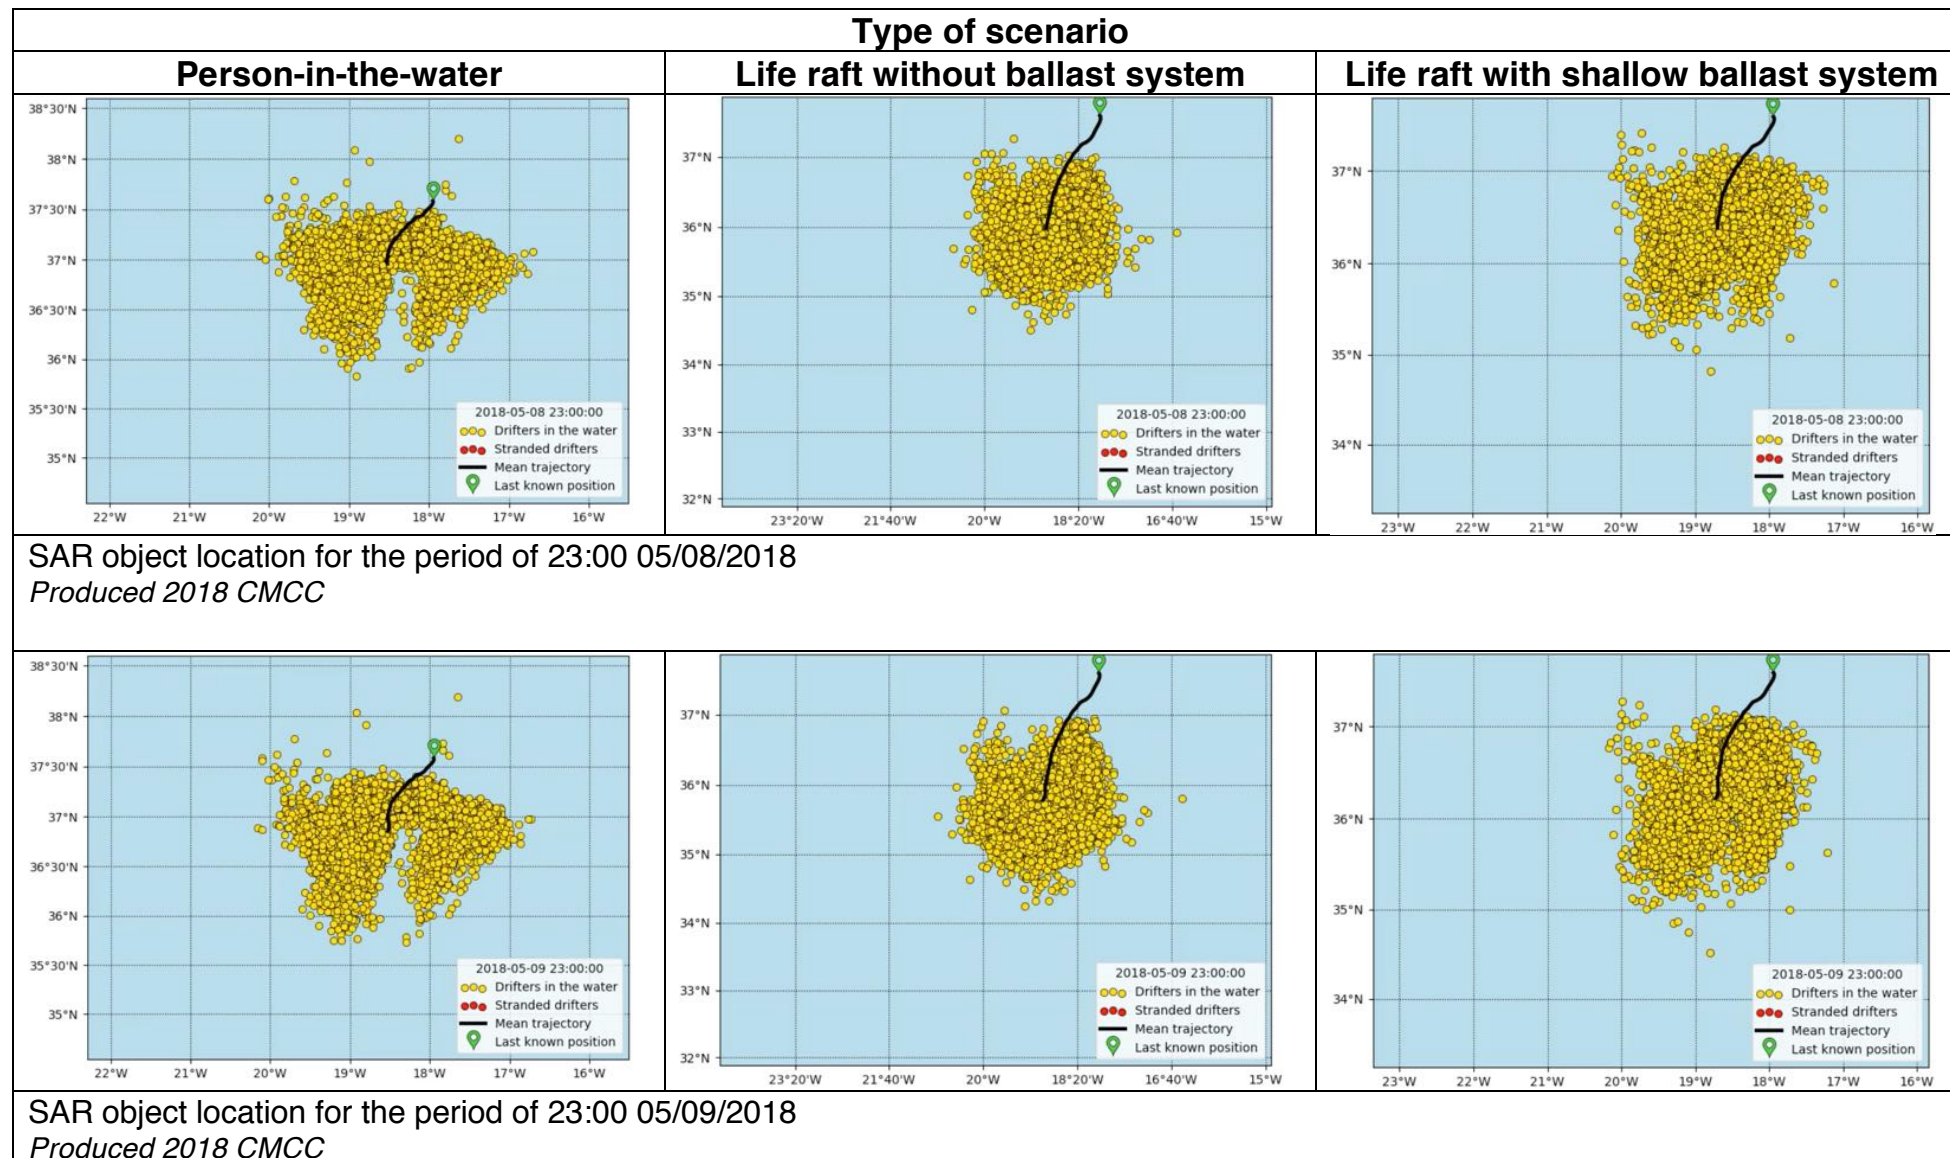 Type of scenario
Person-in-the-water
Life raft without ballast system
Life raft with shallow ballast system
38°30'N
38°N
37°30'N
37°N
36°30'N
36°N
35°30'N
35°N
22°W 21°W 20°W 19°W 18°W 17°W 16°W
2018-05-08 23:00:00
Drifters in the water
Stranded drifters
Mean trajectory
Last known position
37°N
36°N
35°N
34°N
33°N
32°N
23°20'W 21°40'W 20°W 18°20'W 16°40'W 15°W
2018-05-08 23:00:00
Drifters in the water
Stranded drifters
Mean trajectory
Last known position
37°N
36°N
35°N
34°N
23°W 22°W 21°W 20°W 19°W 18°W 17°W 16°W
2018-05-08 23:00:00
Drifters in the water
Stranded drifters
Mean trajectory
Last known position
SAR object location for the period of 23:00 05/08/2018
Produced 2018 CMCC
38°30'N
38°N
37°30'N
37°N
36°30'N
36°N
35°30'N
35°N
22°W 21°W 20°W 19°W 18°W 17°W 16°W
2018-05-09 23:00:00
Drifters in the water
Stranded drifters
Mean trajectory
Last known position
37°N
36°N
35°N
34°N
33°N
32°N
23°20'W 21°40'W 20°W 18°20'W 16°40'W 15°W
2018-05-09 23:00:00
Drifters in the water
Stranded drifters
Mean trajectory
Last known position
37°N
36°N
35°N
34°N
23°W 22°W 21°W 20°W 19°W 18°W 17°W 16°W
2018-05-09 23:00:00
Drifters in the water
Stranded drifters
Mean trajectory
Last known position
SAR object location for the period of 23:00 05/09/2018
Produced 2018 CMCC